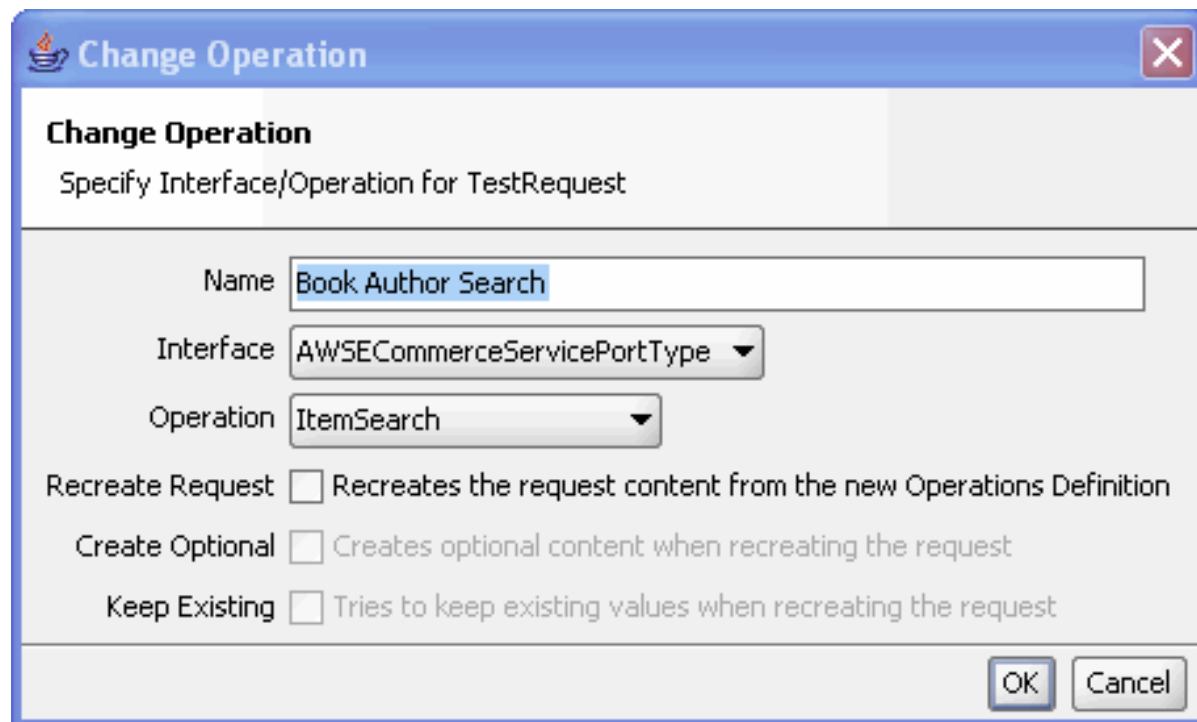 Change Operation
Change Operation
Specify Interface/Operation for TestRequest
Name Book Author Search
Interface AWSECommerceServicePortType
Operation ItemSearch
Recreate Request Recreates the request content from the new Operations Definition
Create Optional Creates optional content when recreating the request
Keep Existing Tries to keep existing values when recreating the request
OK Cancel